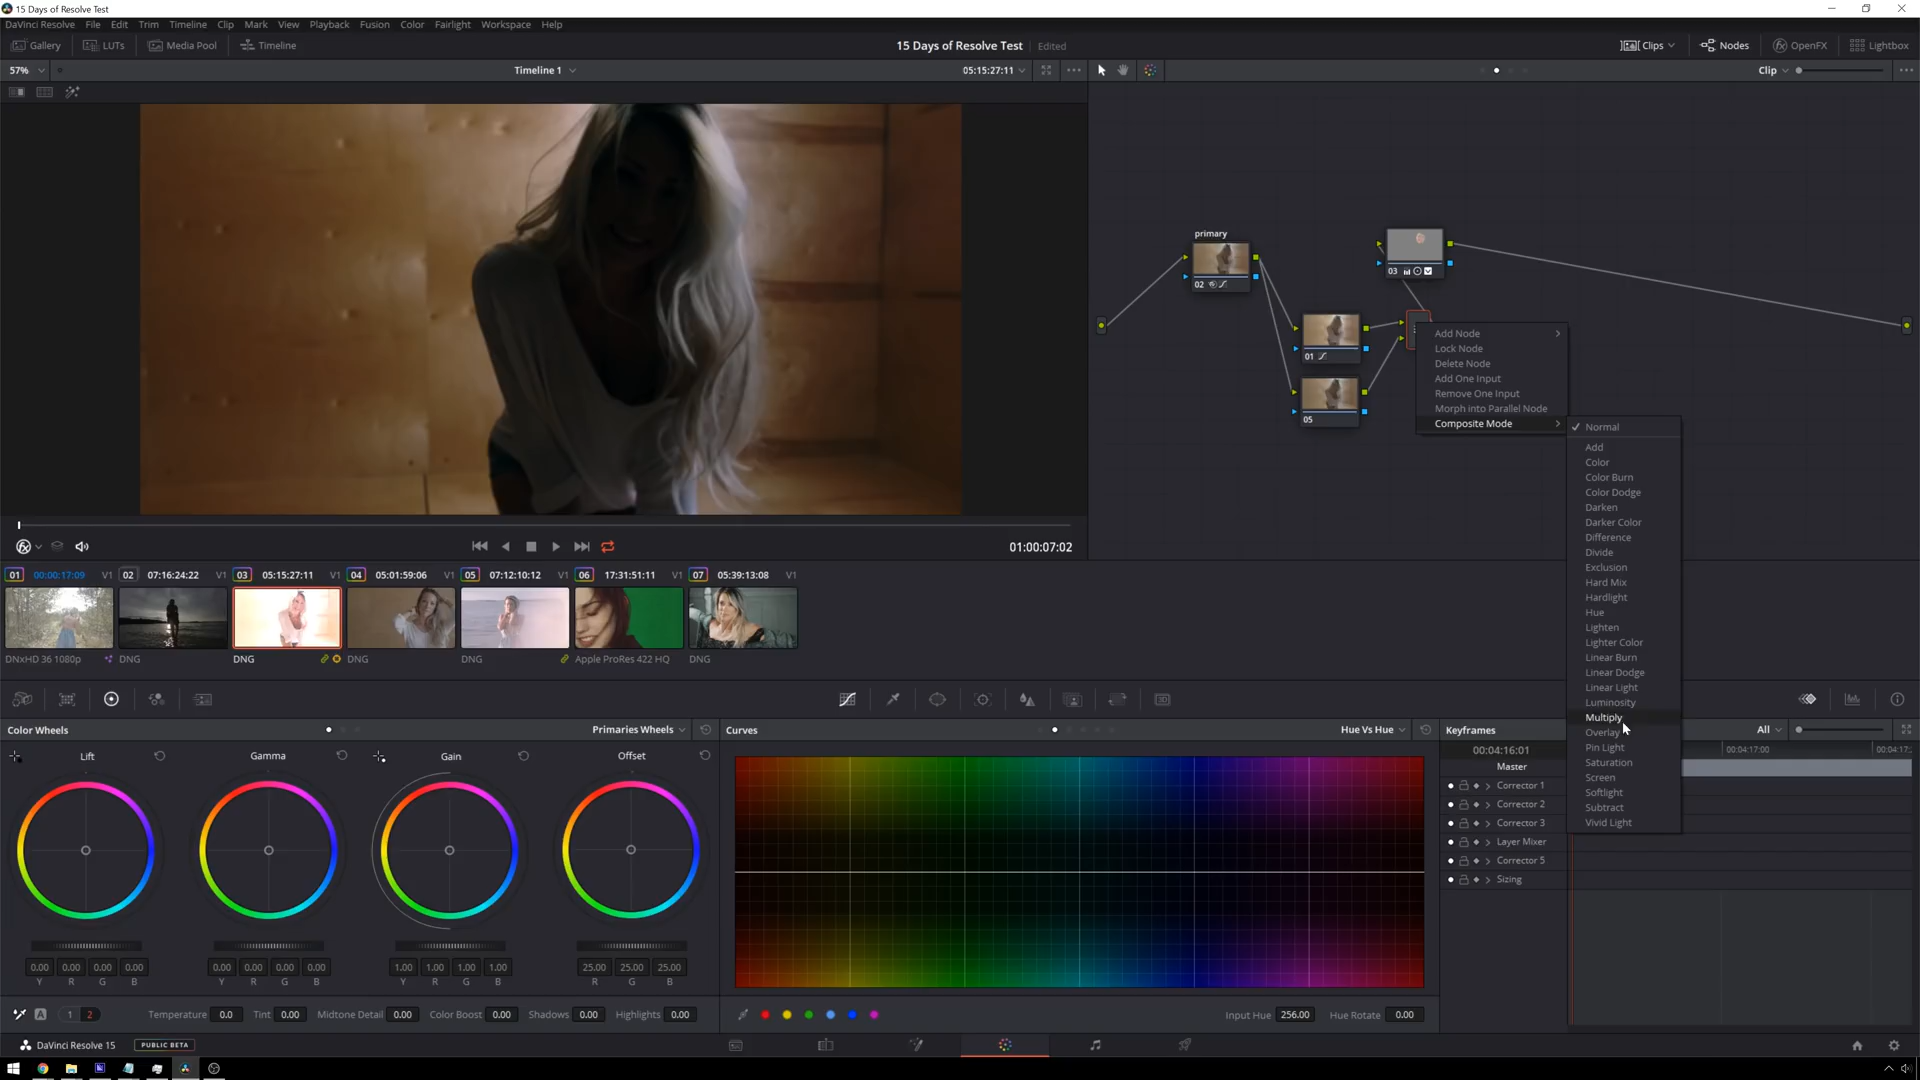 15 Days of Resolve Test
DaVinci Resolve File Edit Trim Timeline Clip Mark View Playback Fusion Color Fairlight Workspace Help
Gallery LUTs Media Pool Timeline 15 Days of Resolve Test Edited Clips Nodes OpenFX Lightbox
57% Timeline 1 05:15:27:11 Clip
primary
02
03
01
05
Add Node
Lock Node
Delete Node
Add One Input
Remove One Input
Morph into Parallel Node
Composite Mode
Normal
Add
Color
Color Burn
Color Dodge
Darken
Darker Color
Difference
Divide
Exclusion
Hard Mix
Hardlight
Hue
Lighten
Lighter Color
Linear Burn
Linear Dodge
Linear Light
Luminosity
Multiply
Overlay
Pin Light
Saturation
Screen
Softlight
Subtract
Vivid Light
01:00:07:02
01 00:00:17:09 V1 02 07:16:24:22 V1 03 05:15:27:11 V1 04 05:01:59:06 V1 05 07:12:10:12 V1 06 17:31:51:11 V1 07 05:39:13:08 V1
DNxHD 36 1080p DNG DNG DNG DNG Apple ProRes 422 HQ DNG
Color Wheels Primaries Wheels Curves Hue Vs Hue Keyframes All
Lift Gamma Gain Offset
00:04:16:01 00:04:17:00 00:04:17:
Master
Corrector 1
Corrector 2
Corrector 3
Layer Mixer
Corrector 5
Sizing
0.00 0.00 0.00 0.00 0.00 0.00 0.00 0.00 1.00 1.00 1.00 1.00 25.00 25.00 25.00
Y R G B Y R G B Y R G B R G B
A 1 2 Temperature 0.0 Tint 0.00 Midtone Detail 0.00 Color Boost 0.00 Shadows 0.00 Highlights 0.00 Input Hue 256.00 Hue Rotate 0.00
DaVinci Resolve 15 PUBLIC BETA